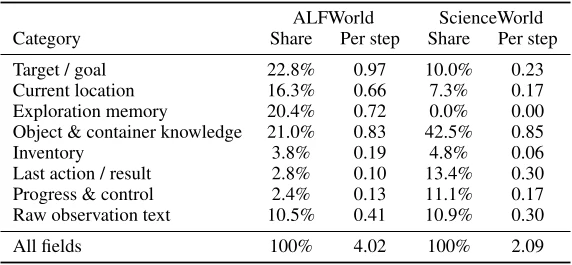 ALFWorld ScienceWorld
Category Share Per step Share Per step
Target / goal 22.8% 0.97 10.0% 0.23
Current location 16.3% 0.66 7.3% 0.17
Exploration memory 20.4% 0.72 0.0% 0.00
Object & container knowledge 21.0% 0.83 42.5% 0.85
Inventory 3.8% 0.19 4.8% 0.06
Last action / result 2.8% 0.10 13.4% 0.30
Progress & control 2.4% 0.13 11.1% 0.17
Raw observation text 10.5% 0.41 10.9% 0.30
All fields 100% 4.02 100% 2.09